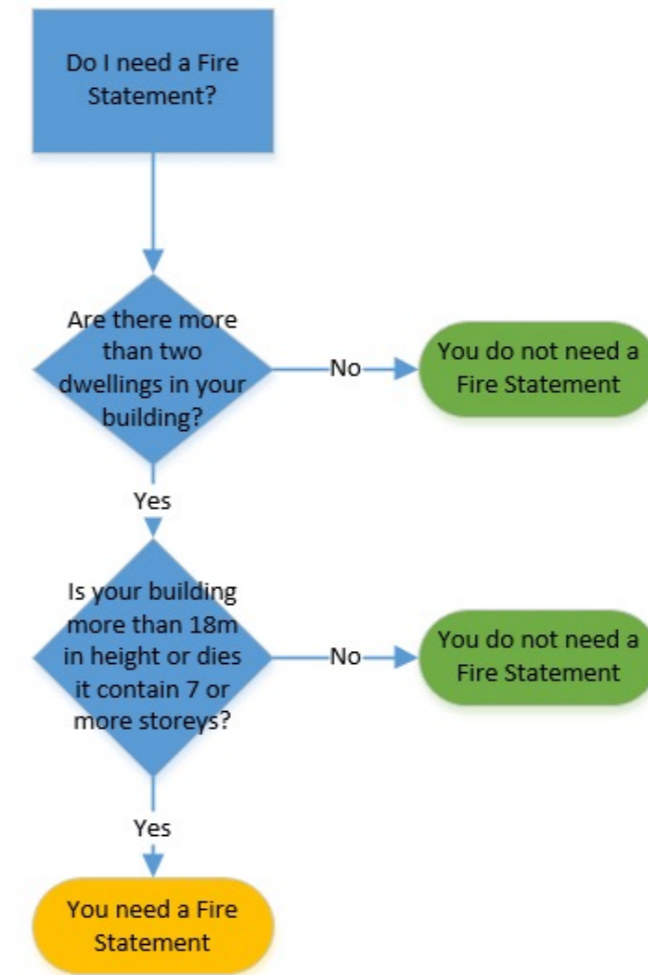 Do I need a Fire
Statement?
Are there more
than two
dwellings in your
building?
No
You do not need a
Fire Statement
Yes
Is your building
more than 18m
in height or dies
it contain 7 or
more storeys?
No
You do not need a
Fire Statement
Yes
You need a Fire
Statement